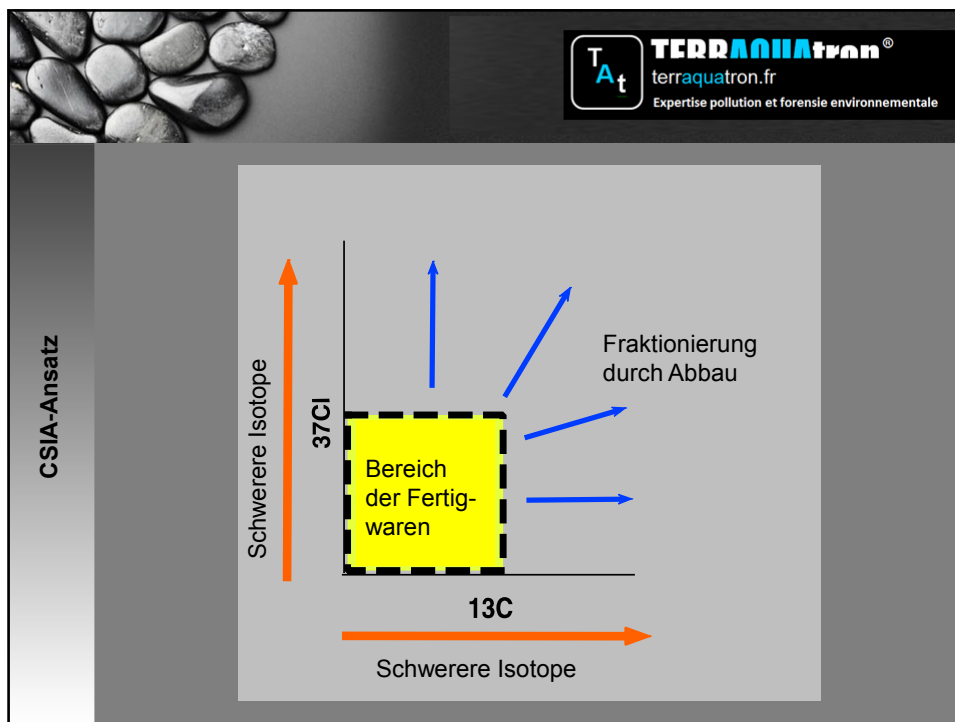 TAt
TERRAQUAtron®
terraquatron.fr
Expertise pollution et forensie environnementale
CSIA-Ansatz
Schwerere Isotope
37Cl
Fraktionierung
durch Abbau
Bereich
der Fertig-
waren
13C
Schwerere Isotope